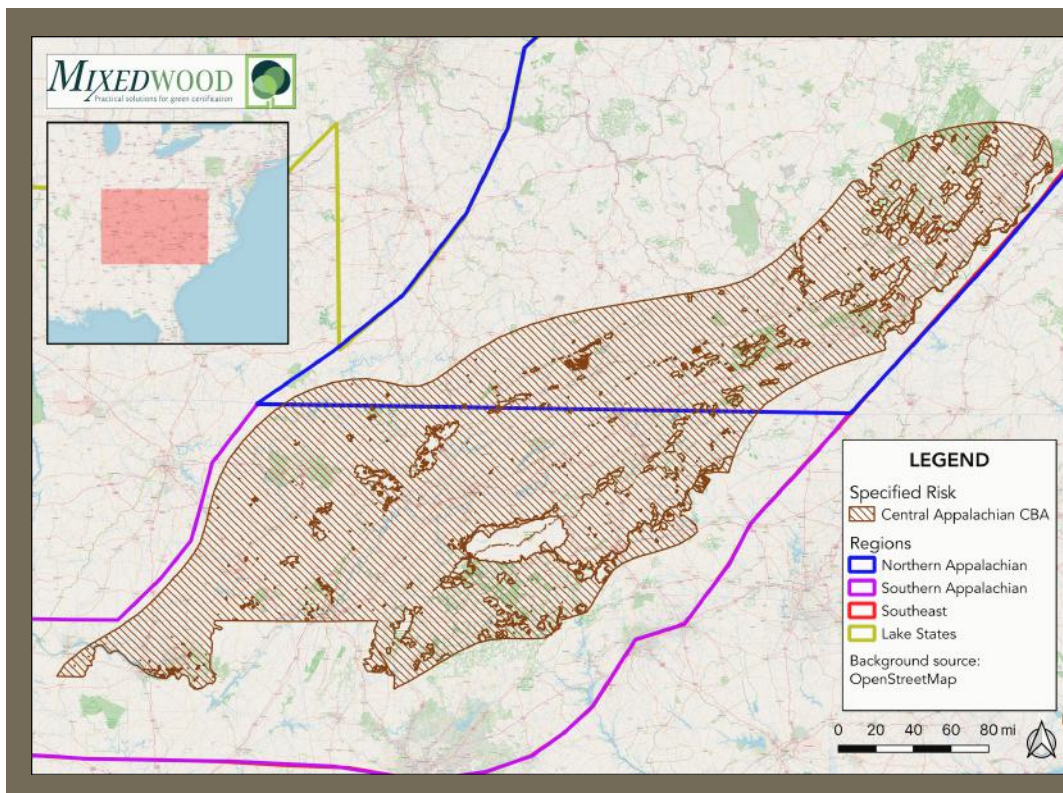 MIXEDWOOD
Practical solutions for green certification
LEGEND
Specified Risk
Central Appalachian CBA
Regions
Northern Appalachian
Southern Appalachian
Southeast
Lake States
Background source:
OpenStreetMap
0 20 40 60 80 mi